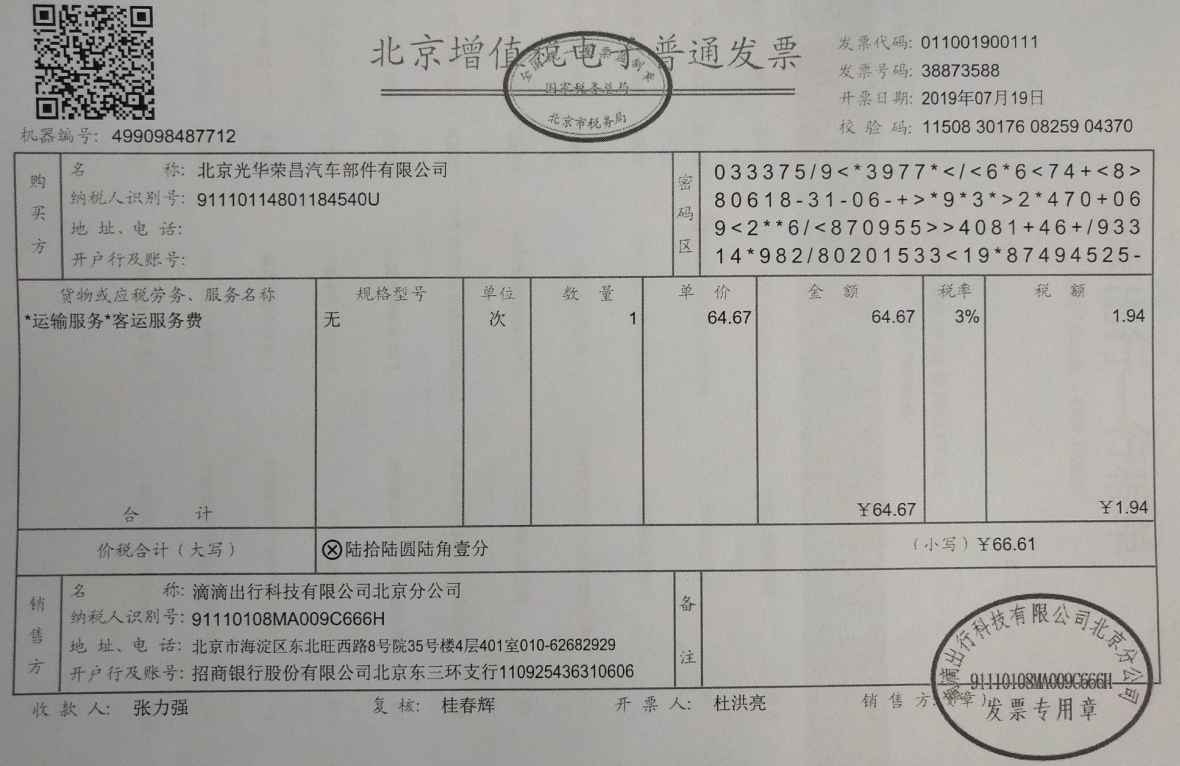 北京增值税电子普通发票
全国统一发票监制章
国家税务总局
北京市税务局
发票代码: 011001900111
发票号码: 38873588
开票日期: 2019年07月19日
校验码: 11508 30176 08259 04370
机器编号: 499098487712
购买方
名称: 北京光华荣昌汽车部件有限公司
纳税人识别号: 91110114801184540U
地址、电话:
开户行及账号:
密码区
033375/9<*3977*</<6*6<74+<8>
80618-31-06-+>*9*3*>2*470+06
9<2**6/<870955>>4081+46+/933
14*982/80201533<19*87494525-
货物或应税劳务、服务名称 规格型号 单位 数量 单价 金额 税率 税额
*运输服务*客运服务费 无 次 1 64.67 64.67 3% 1.94
合计 ¥64.67 ¥1.94
价税合计(大写) ⊗陆拾陆圆陆角壹分 (小写)¥66.61
销售方
名称: 滴滴出行科技有限公司北京分公司
纳税人识别号: 91110108MA009C666H
地址、电话: 北京市海淀区东北旺西路8号院35号楼4层401室010-62682929
开户行及账号: 招商银行股份有限公司北京东三环支行110925436310606
备注
收款人: 张力强 复核: 桂春辉 开票人: 杜洪亮 销售方:(章)
滴滴出行科技有限公司北京分公司
91110108MA009C666H
发票专用章